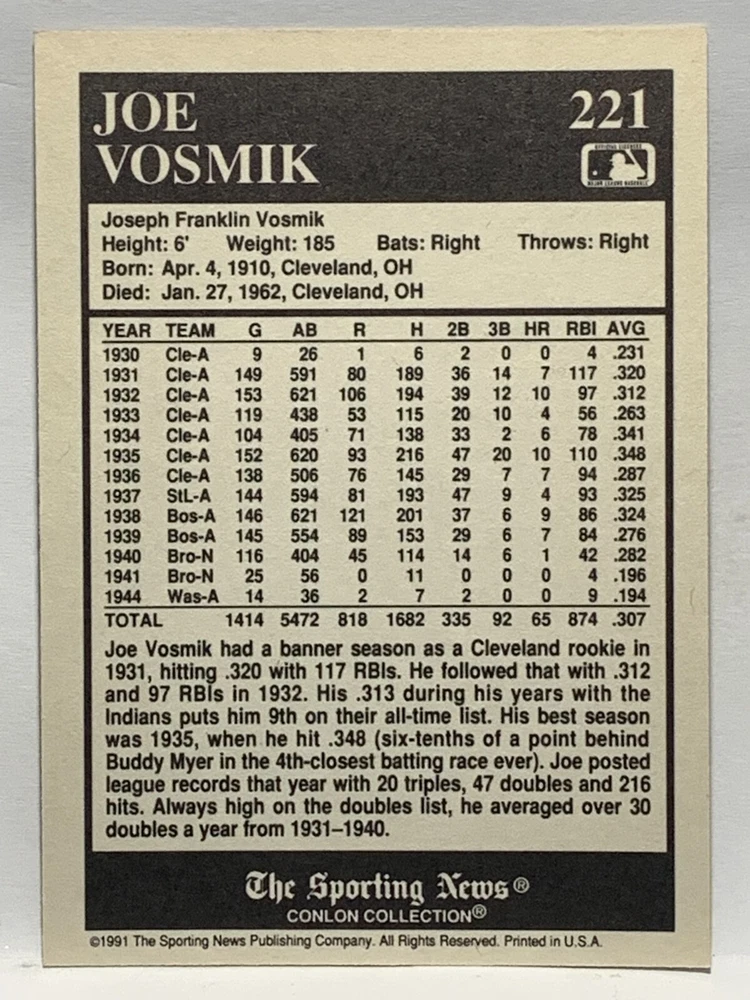 JOE
VOSMIK
221
OFFICIAL LICENSEE
MAJOR LEAGUE BASEBALL
Joseph Franklin Vosmik
Height: 6' Weight: 185 Bats: Right Throws: Right
Born: Apr. 4, 1910, Cleveland, OH
Died: Jan. 27, 1962, Cleveland, OH
YEAR TEAM G AB R H 2B 3B HR RBI AVG
1930 Cle-A 9 26 1 6 2 0 0 4 .231
1931 Cle-A 149 591 80 189 36 14 7 117 .320
1932 Cle-A 153 621 106 194 39 12 10 97 .312
1933 Cle-A 119 438 53 115 20 10 4 56 .263
1934 Cle-A 104 405 71 138 33 2 6 78 .341
1935 Cle-A 152 620 93 216 47 20 10 110 .348
1936 Cle-A 138 506 76 145 29 7 7 94 .287
1937 StL-A 144 594 81 193 47 9 4 93 .325
1938 Bos-A 146 621 121 201 37 6 9 86 .324
1939 Bos-A 145 554 89 153 29 6 7 84 .276
1940 Bro-N 116 404 45 114 14 6 1 42 .282
1941 Bro-N 25 56 0 11 0 0 0 4 .196
1944 Was-A 14 36 2 7 2 0 0 9 .194
TOTAL 1414 5472 818 1682 335 92 65 874 .307
Joe Vosmik had a banner season as a Cleveland rookie in
1931, hitting .320 with 117 RBIs. He followed that with .312
and 97 RBIs in 1932. His .313 during his years with the
Indians puts him 9th on their all-time list. His best season
was 1935, when he hit .348 (six-tenths of a point behind
Buddy Myer in the 4th-closest batting race ever). Joe posted
league records that year with 20 triples, 47 doubles and 216
hits. Always high on the doubles list, he averaged over 30
doubles a year from 1931–1940.
The Sporting News®
CONLON COLLECTION®
©1991 The Sporting News Publishing Company. All Rights Reserved. Printed in U.S.A.